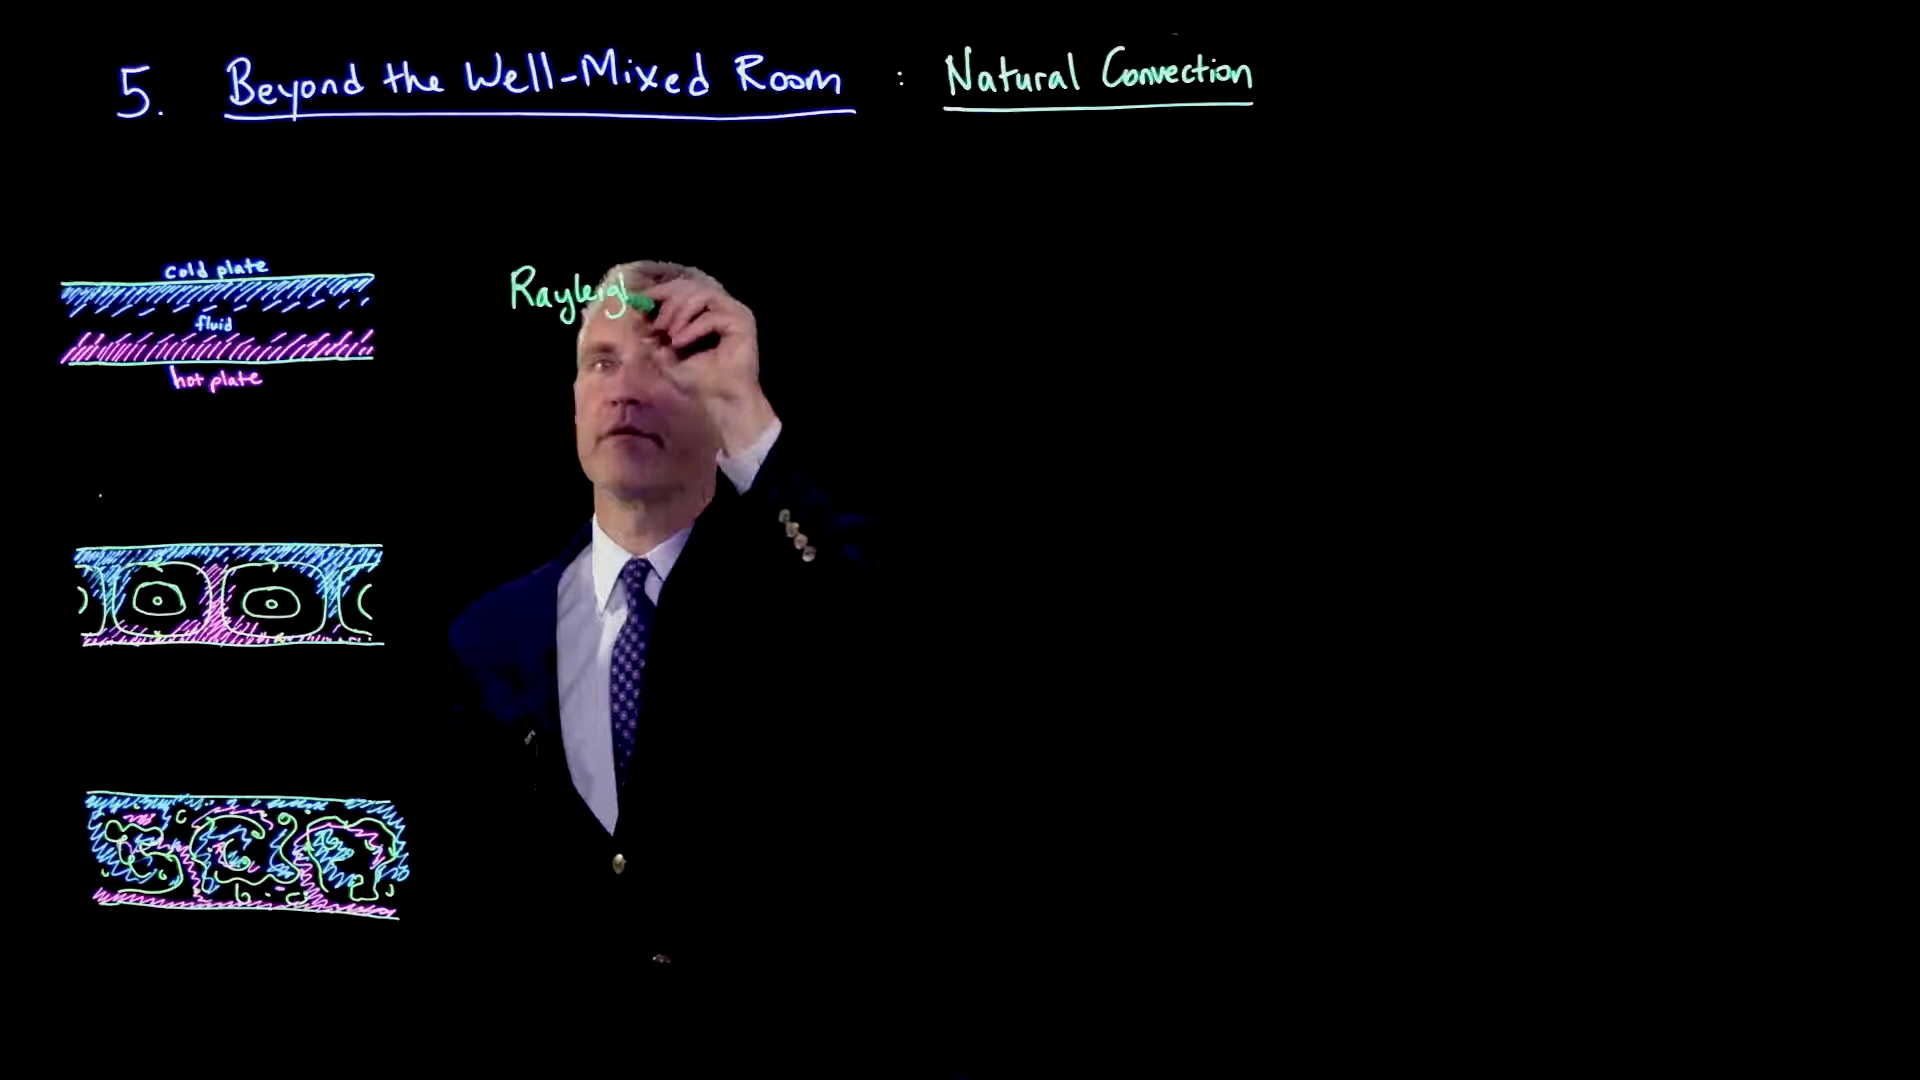 5. Beyond the Well-Mixed Room : Natural Convection
cold plate
fluid
hot plate
Rayleigh